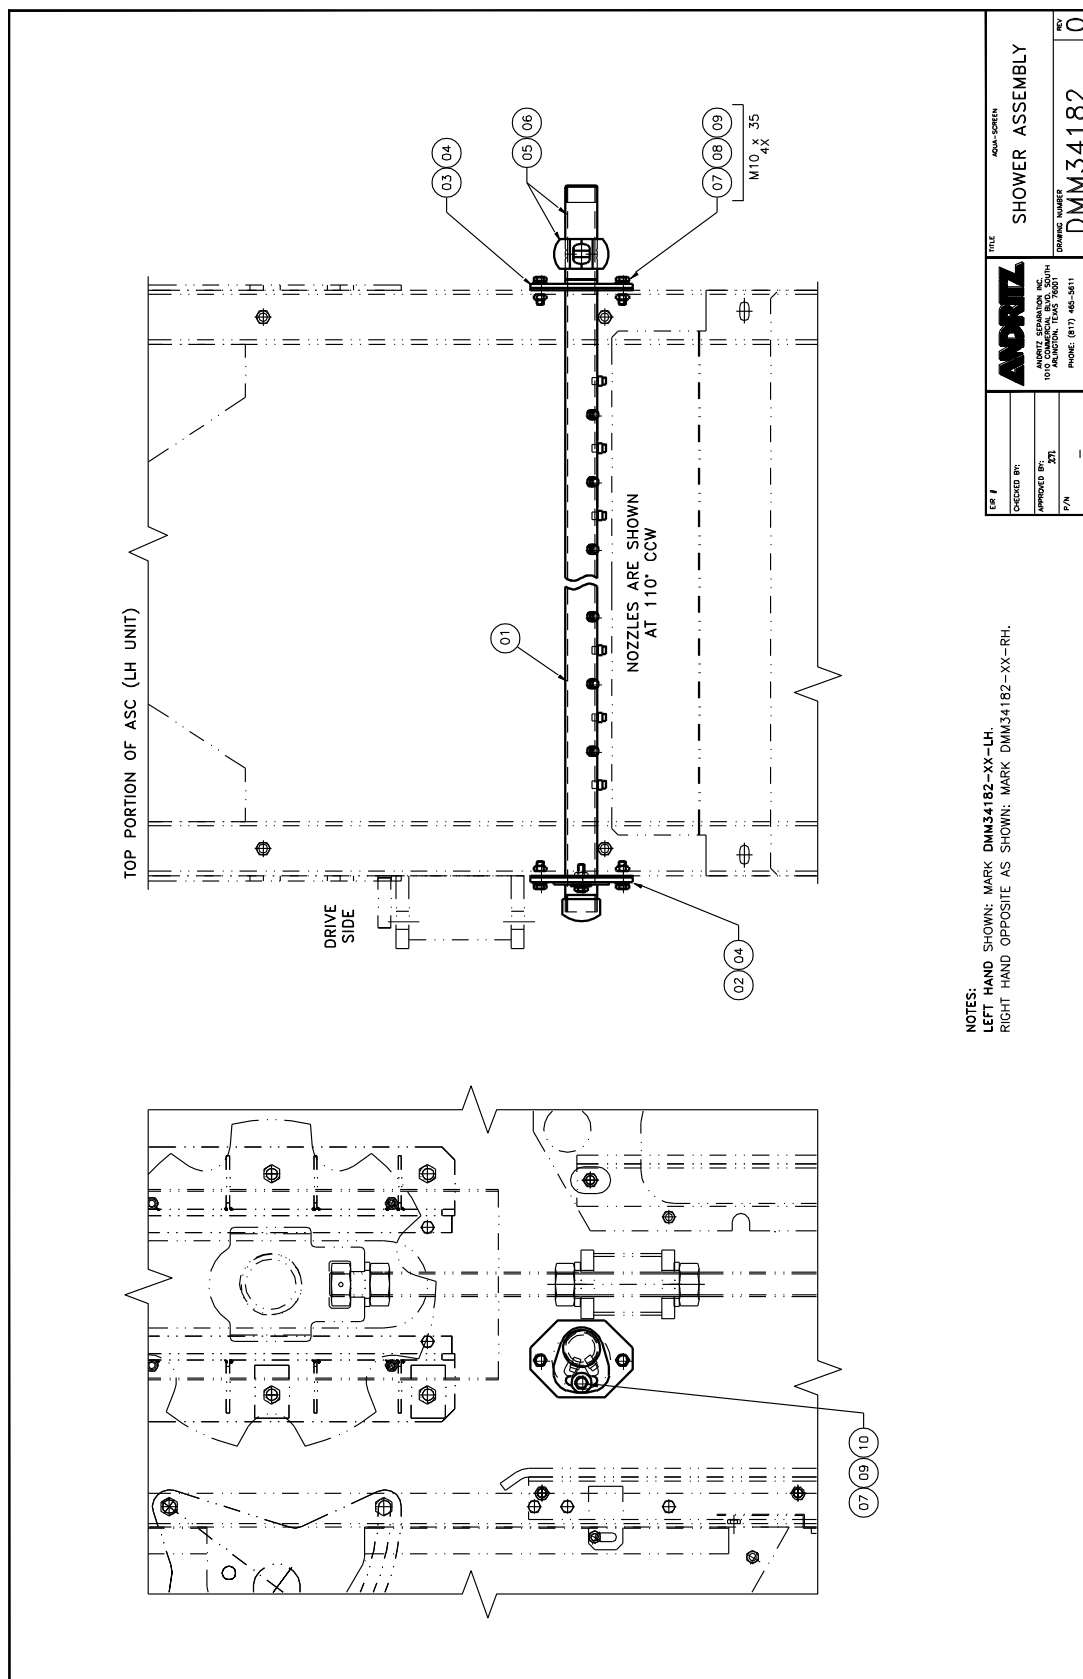 TOP PORTION OF ASC (LH UNIT)
DRIVE
SIDE
01
02 04
03 04
05 06
07 08 09
M10 x 35
4X
NOZZLES ARE SHOWN
AT 110° CCW
07 09 10
NOTES:
LEFT HAND SHOWN: MARK DMM34182-XX-LH.
RIGHT HAND OPPOSITE AS SHOWN: MARK DMM34182-XX-RH.
EIR #
CHECKED BY:
APPROVED BY:
P/N
-
ANDRITZ
ANDRITZ SEPARATION INC.
1010 COMMERCIAL BLVD. SOUTH
ARLINGTON, TEXAS 76001
PHONE: (817) 465-5611
TITLE
AQUA-SCREEN
SHOWER ASSEMBLY
DRAWING NUMBER
DMM34182
REV
0